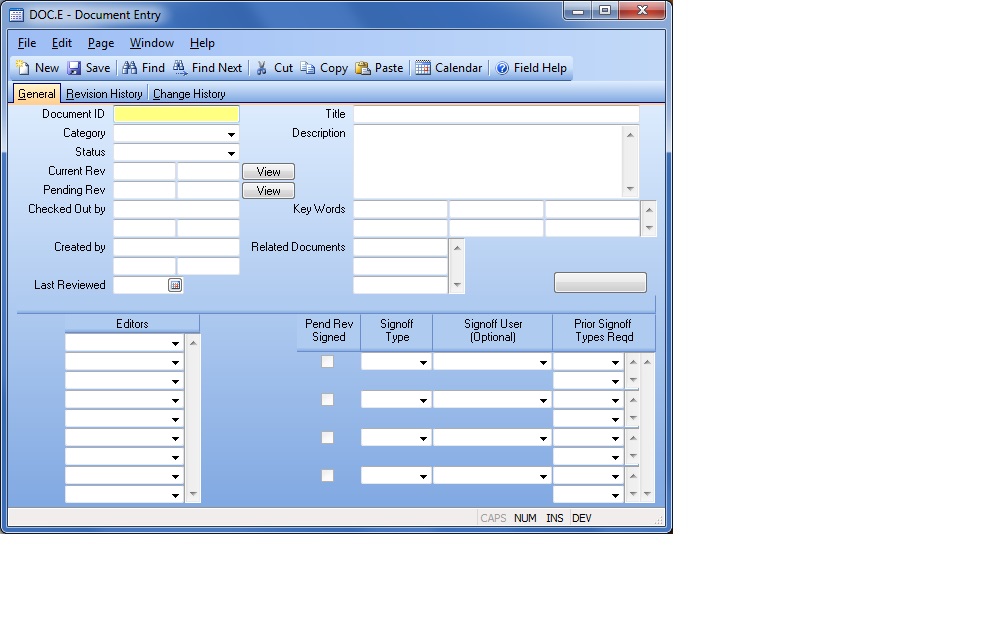 DOC.E - Document Entry
File Edit Page Window Help
New Save Find Find Next Cut Copy Paste Calendar Field Help
General Revision History Change History
Document ID Title
Category Description
Status
Current Rev View
Pending Rev View
Checked Out by Key Words
Created by Related Documents
Last Reviewed
Editors Pend Rev Signoff Signoff User Prior Signoff
Signed Type (Optional) Types Reqd
CAPS NUM INS DEV